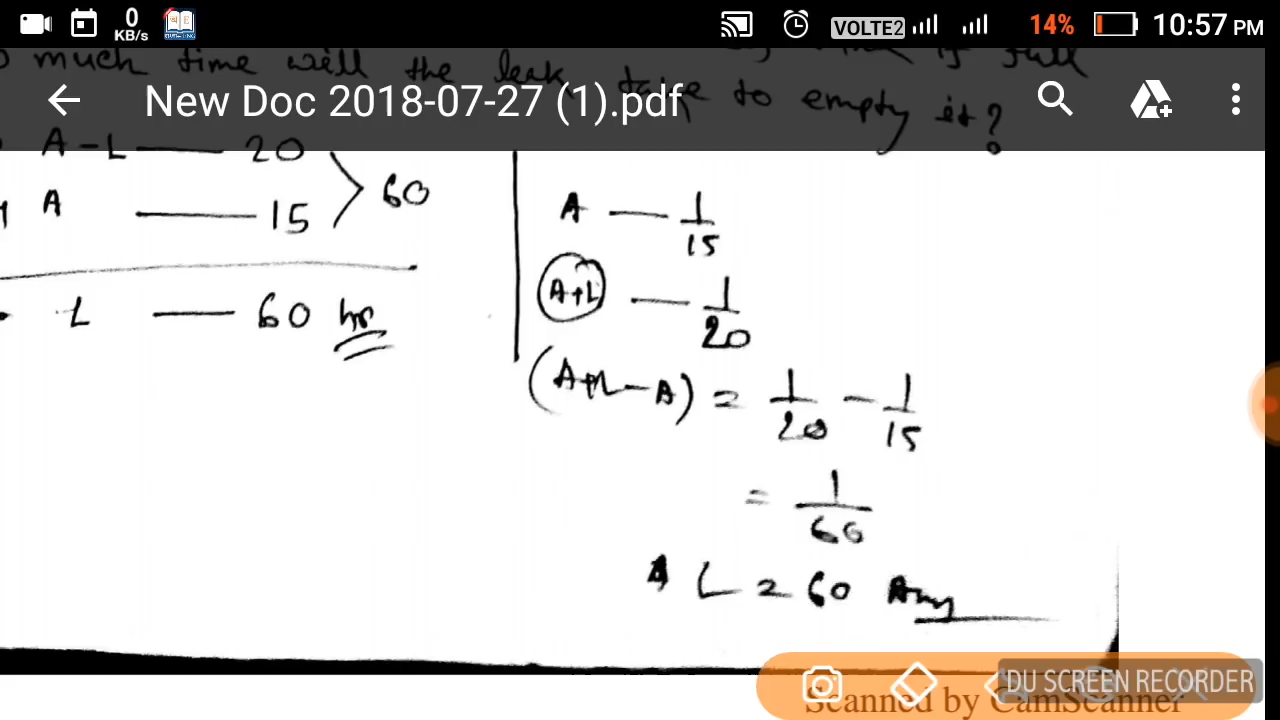 0
KB/s
VOLTE2
14%
10:57 PM
much time will the leak take to empty it?
New Doc 2018-07-27 (1).pdf
A-L — 20
A — 15 > 60
L — 60 hr
A — 1/15
A+L — 1/20
(A+L-A) = 1/20 - 1/15
= 1/60
L = 60 Ans
DU SCREEN RECORDER
Scanned by CamScanner